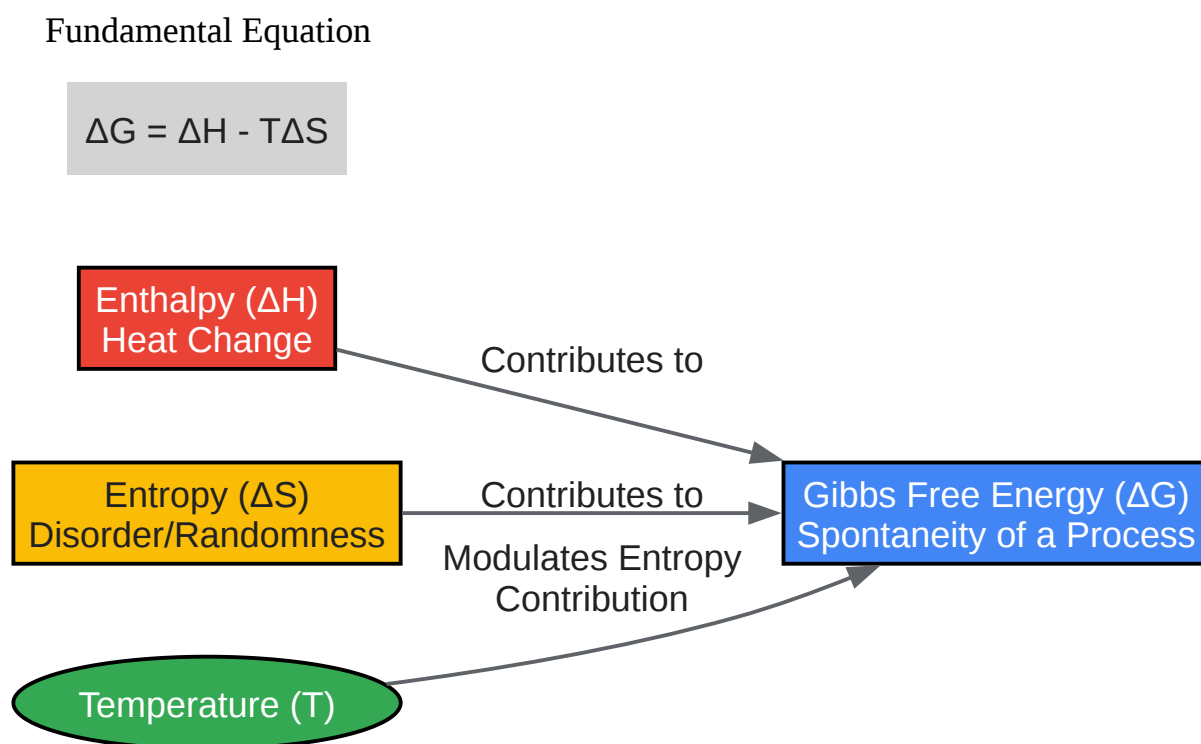 Fundamental Equation
ΔG = ΔH - TΔS
Enthalpy (ΔH)
Heat Change
Contributes to
Entropy (ΔS)
Disorder/Randomness
Contributes to
Gibbs Free Energy (ΔG)
Spontaneity of a Process
Modulates Entropy
Contribution
Temperature (T)